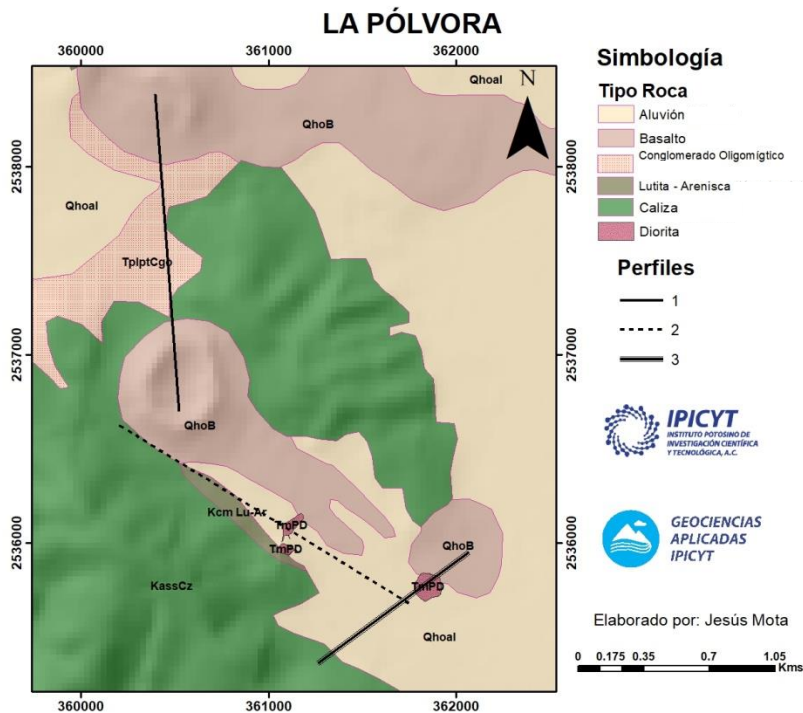 LA PÓLVORA
360000 361000 362000
2538000
2537000
2536000
2538000
2537000
2536000
360000 361000 362000
N
Qhoal
QhoB
Qhoal
TplptCgo
QhoB
Kcm Lu-Ar
TmPD
TmPD
QhoB
TmPD
KassCz
Qhoal
Simbología
Tipo Roca
Aluvión
Basalto
Conglomerado Oligomígtico
Lutita - Arenisca
Caliza
Diorita
Perfiles
1
2
3
IPICYT
INSTITUTO POTOSINO DE
INVESTIGACIÓN CIENTÍFICA
Y TECNOLÓGICA, A.C.
GEOCIENCIAS
APLICADAS
IPICYT
Elaborado por: Jesús Mota
0 0.175 0.35 0.7 1.05
Kms